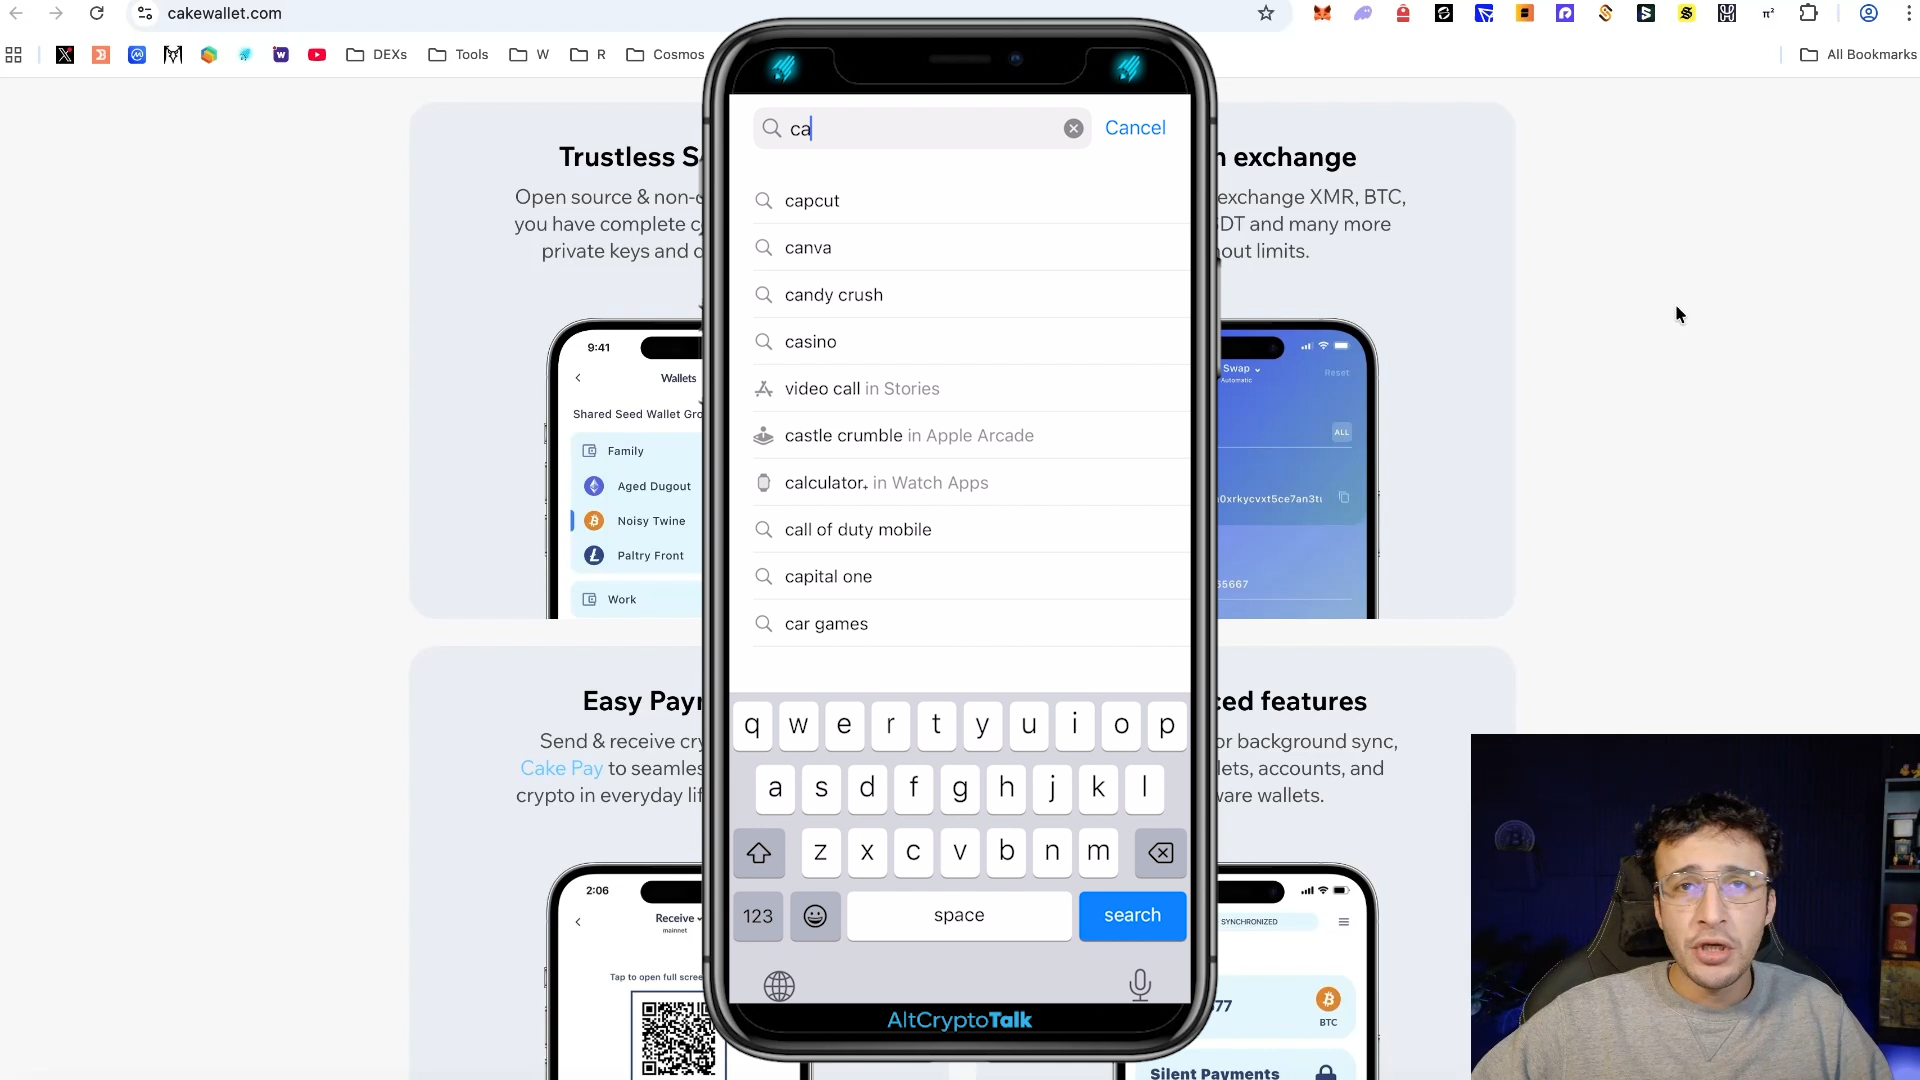 cakewallet.com
DEXs
Tools
W
R
Cosmos
All Bookmarks
ca
Cancel
capcut
canva
candy crush
casino
video call in Stories
castle crumble in Apple Arcade
calculator. in Watch Apps
call of duty mobile
capital one
car games
q w e r t y u i o p
a s d f g h j k l
z x c v b n m
123
space
search
AltCryptoTalk
Trustless S
Open source & non-c
you have complete c
private keys and
9:41
Wallets
Shared Seed Wallet Gro
Family
Aged Dugout
Noisy Twine
Paltry Front
Work
exchange
exchange XMR, BTC,
DT and many more
out limits.
Swap
Automatic
Reset
ALL
0xrkycvxt5ce7an3tu
65667
Easy Payr
Send & receive cry
Cake Pay to seamles
crypto in everyday lif
2:06
Receive
mainnet
Tap to open full scree
ced features
or background sync,
lets, accounts, and
ware wallets.
SYNCHRONIZED
77
BTC
Silent Payments